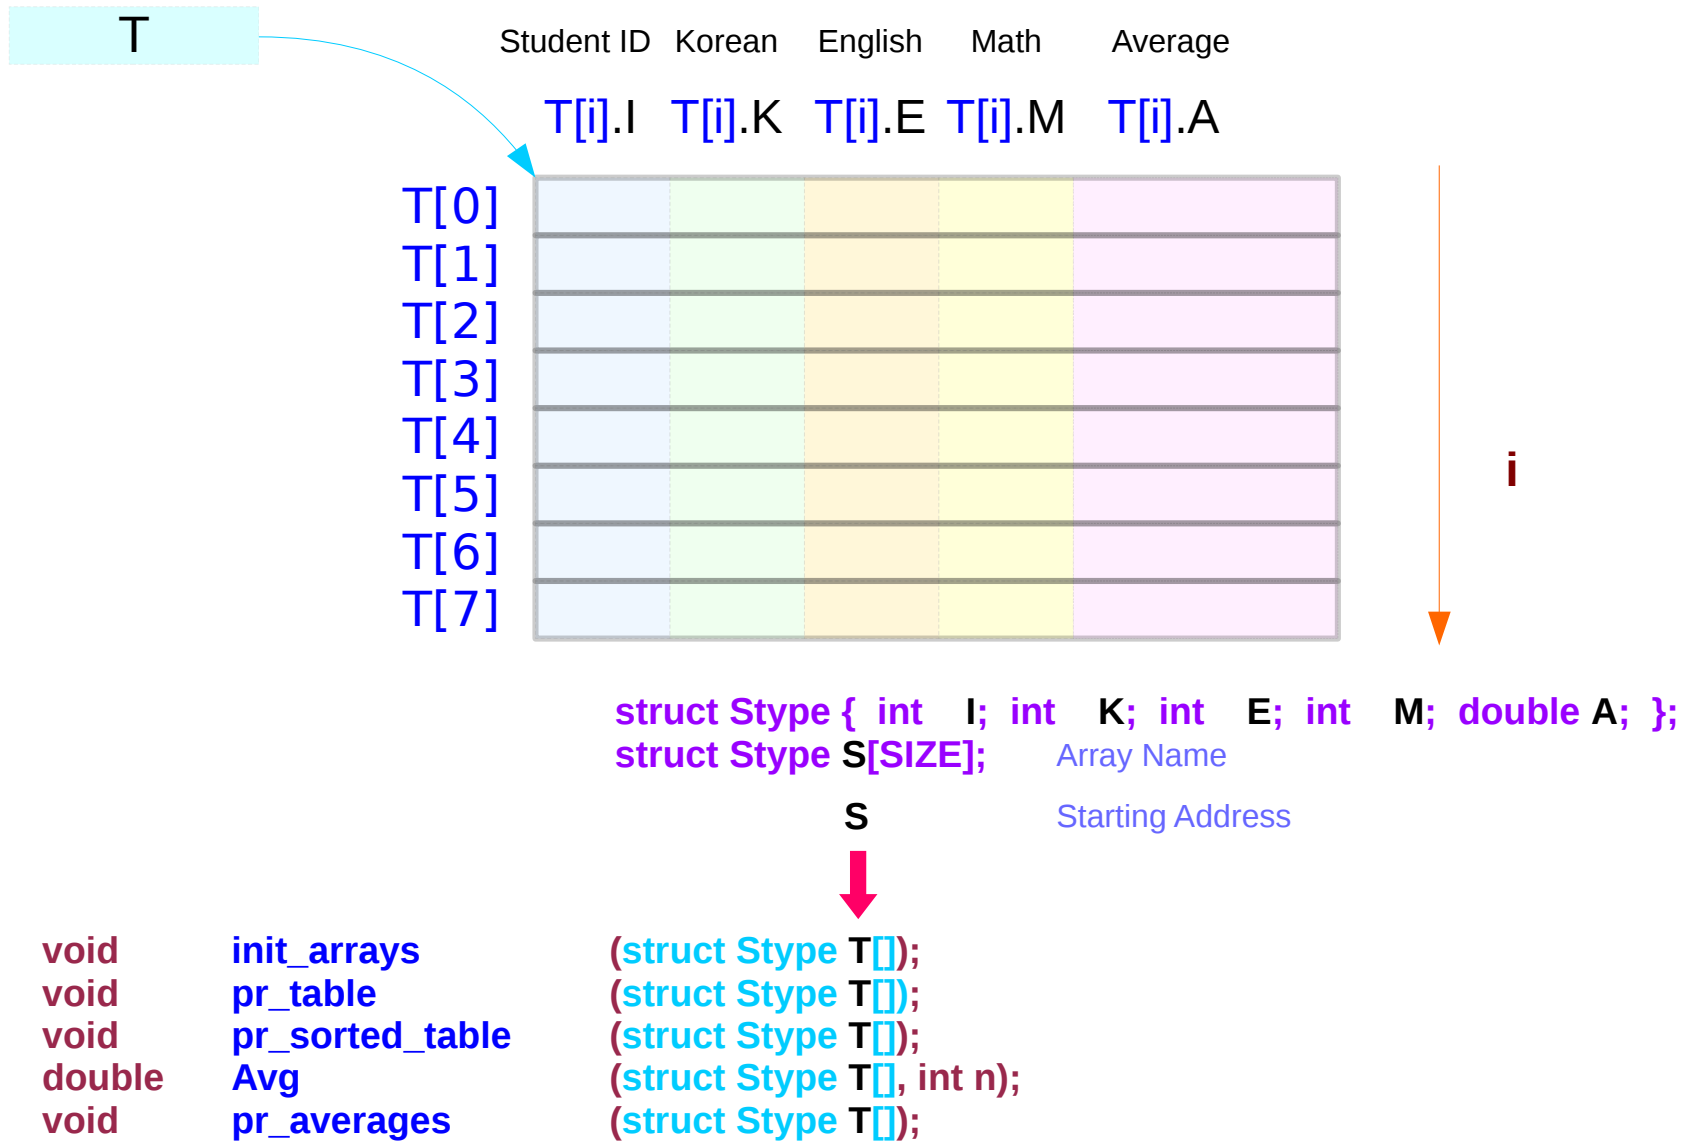 T
Student ID Korean English Math Average
T[i].I T[i].K T[i].E T[i].M T[i].A
T[0]
T[1]
T[2]
T[3]
T[4]
T[5]
T[6]
T[7]
i
struct Stype { int I; int K; int E; int M; double A; };
struct Stype S[SIZE]; Array Name
S Starting Address
void init_arrays (struct Stype T[]);
void pr_table (struct Stype T[]);
void pr_sorted_table (struct Stype T[]);
double Avg (struct Stype T[], int n);
void pr_averages (struct Stype T[]);